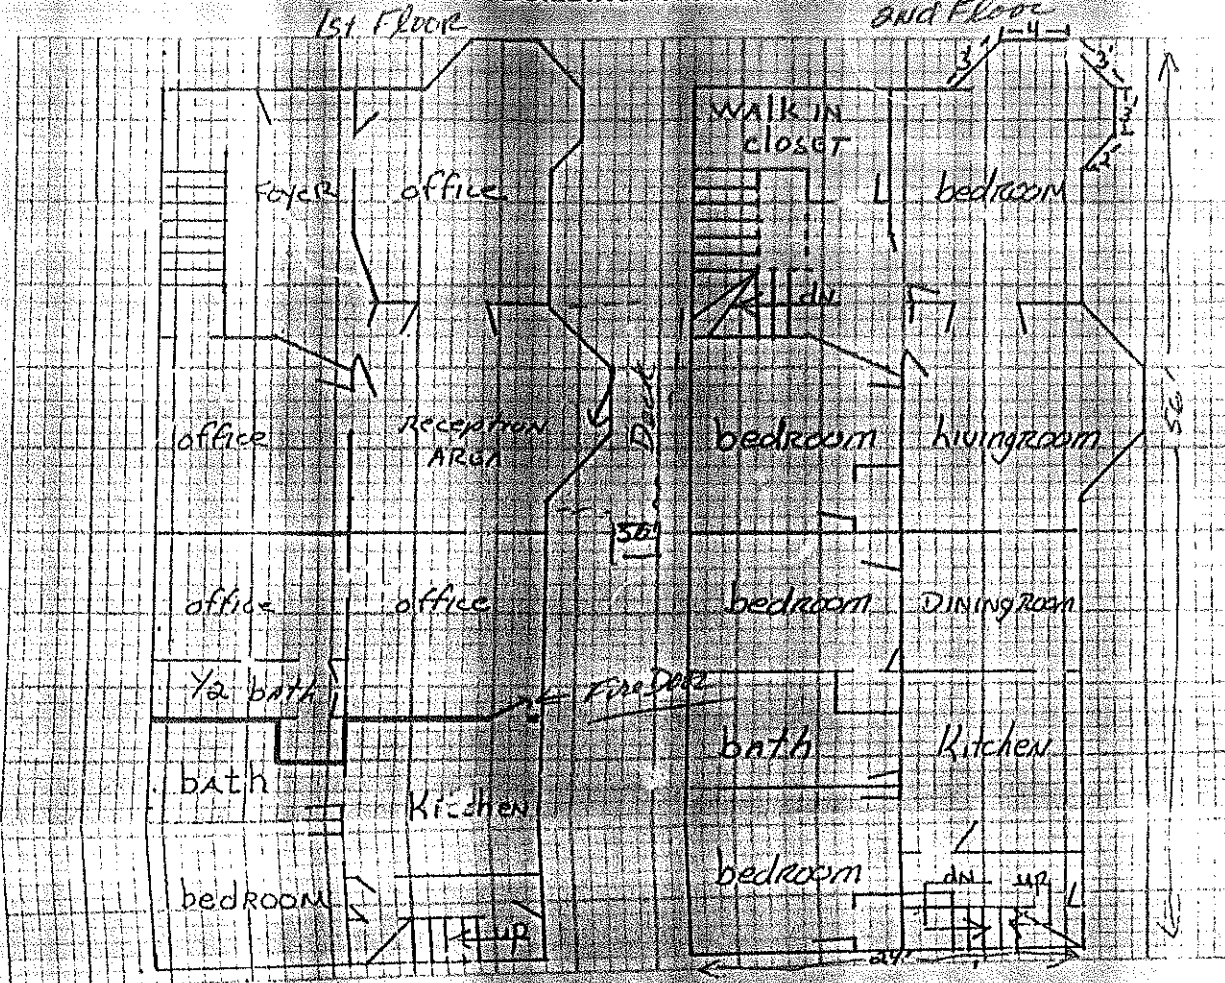 1st Floor
2nd Floor
3'
4
3'
3'
2'
Foyer
office
WALK IN
closet
bedroom
dN
office
Reception
AREA
Deck
bedroom
Livingroom
56'
office
office
bedroom
DiningRoom
1/2 bath
Fire Door
bath
Kitchen
bath
Kitchen
bedROOM
up
bedroom
dN
up
24'